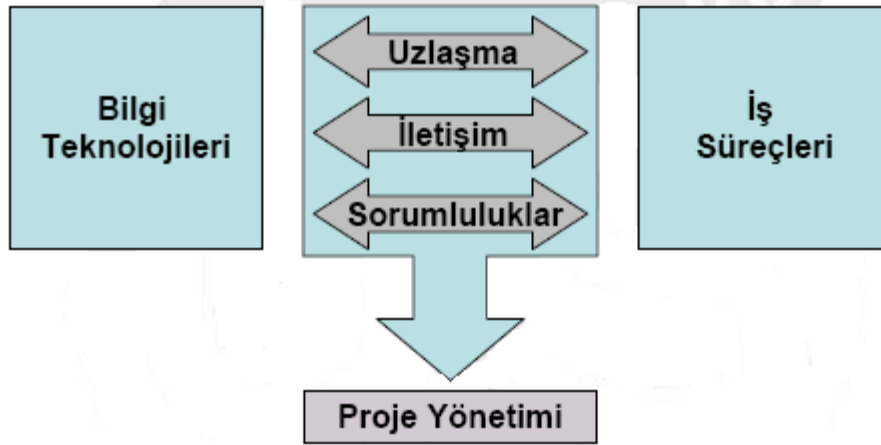 Bilgi
Teknolojileri
Uzlaşma
İletişim
Sorumluluklar
İş
Süreçleri
Proje Yönetimi